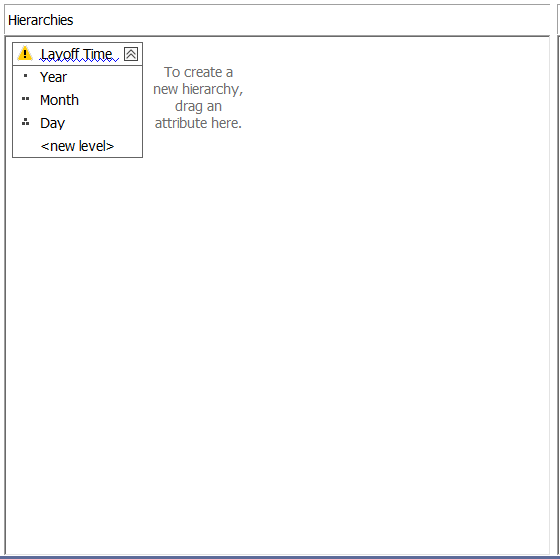 Hierarchies
Layoff Time
Year
Month
Day
<new level>
To create a
new hierarchy,
drag an
attribute here.